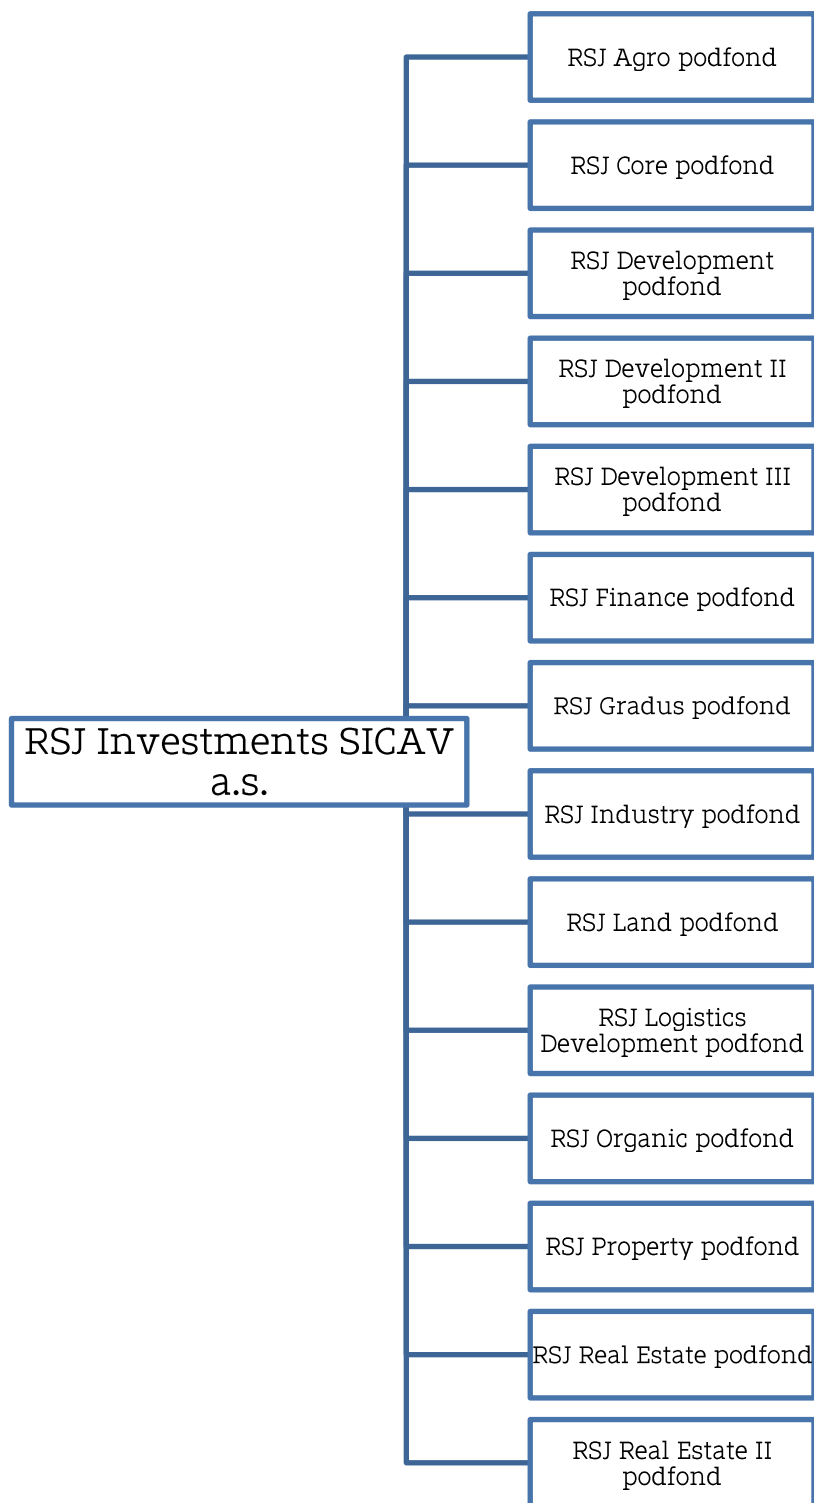 RSJ Agro podfond
RSJ Core podfond
RSJ Development
podfond
RSJ Development II
podfond
RSJ Development III
podfond
RSJ Finance podfond
RSJ Gradus podfond
RSJ Investments SICAV
a.s.
RSJ Industry podfond
RSJ Land podfond
RSJ Logistics
Development podfond
RSJ Organic podfond
RSJ Property podfond
RSJ Real Estate podfond
RSJ Real Estate II
podfond